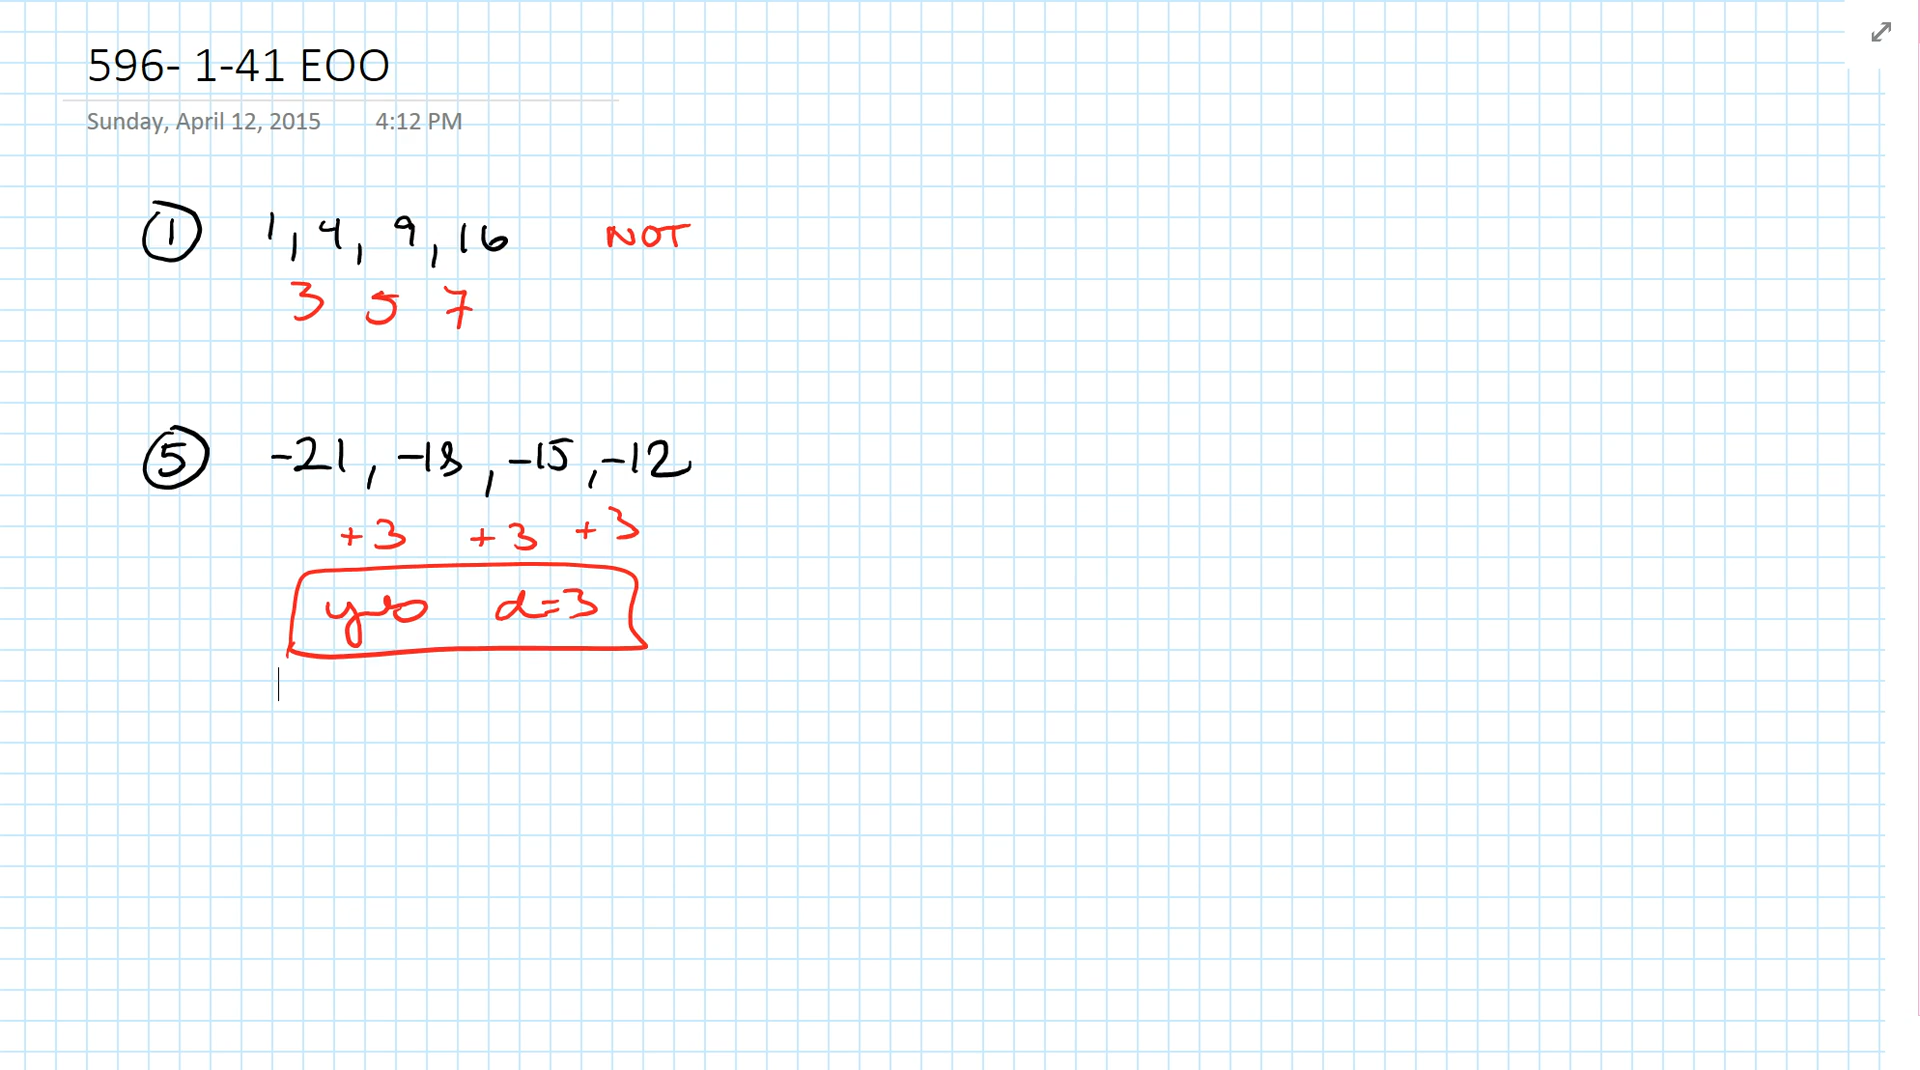 596- 1-41 EOO
Sunday, April 12, 2015 4:12 PM
① 1, 4, 9, 16 NOT
3 5 7
⑤ -21, -18, -15, -12
+3 +3 +3
yes d=3